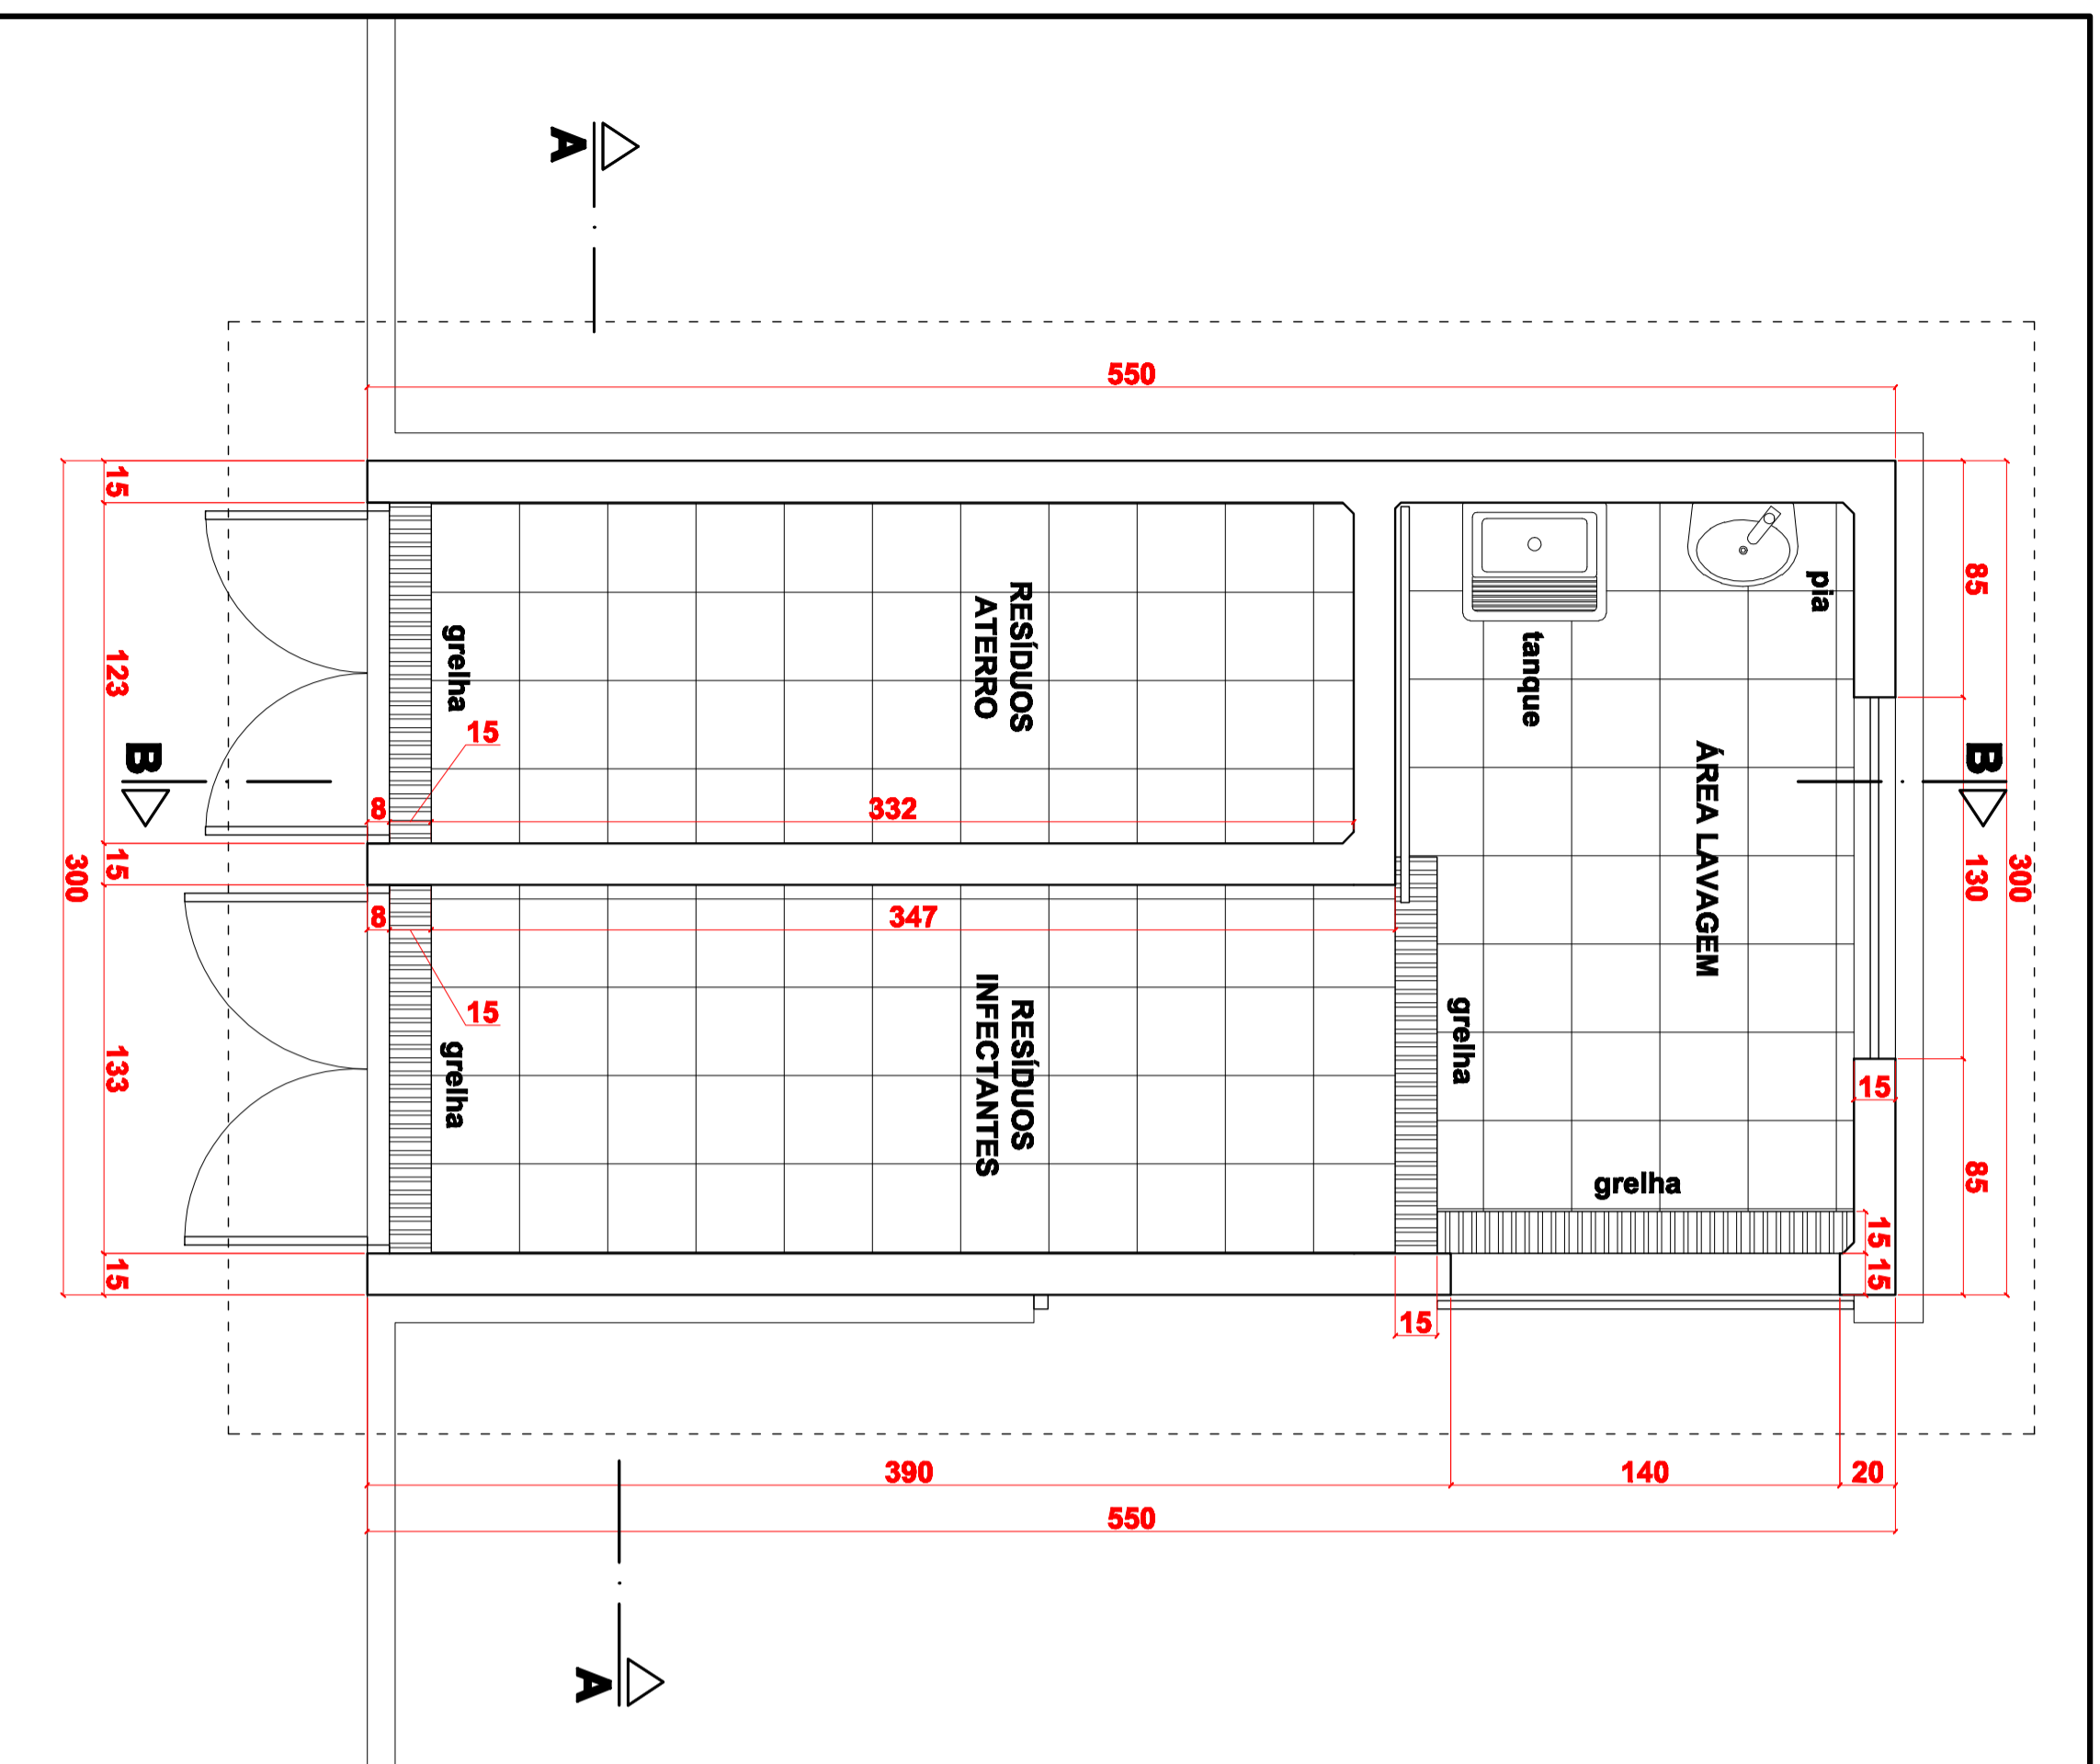 A
550
15
123
15
133
15
300
B
grelha
15
8
332
RESÍDUOS
ATERRO
tanque
pia
ÁREA LAVAGEM
B
85
130
85
300
8
347
15
grelha
RESÍDUOS
INFECTANTES
grelha
grelha
15
15
15
15
390
140
20
550
A